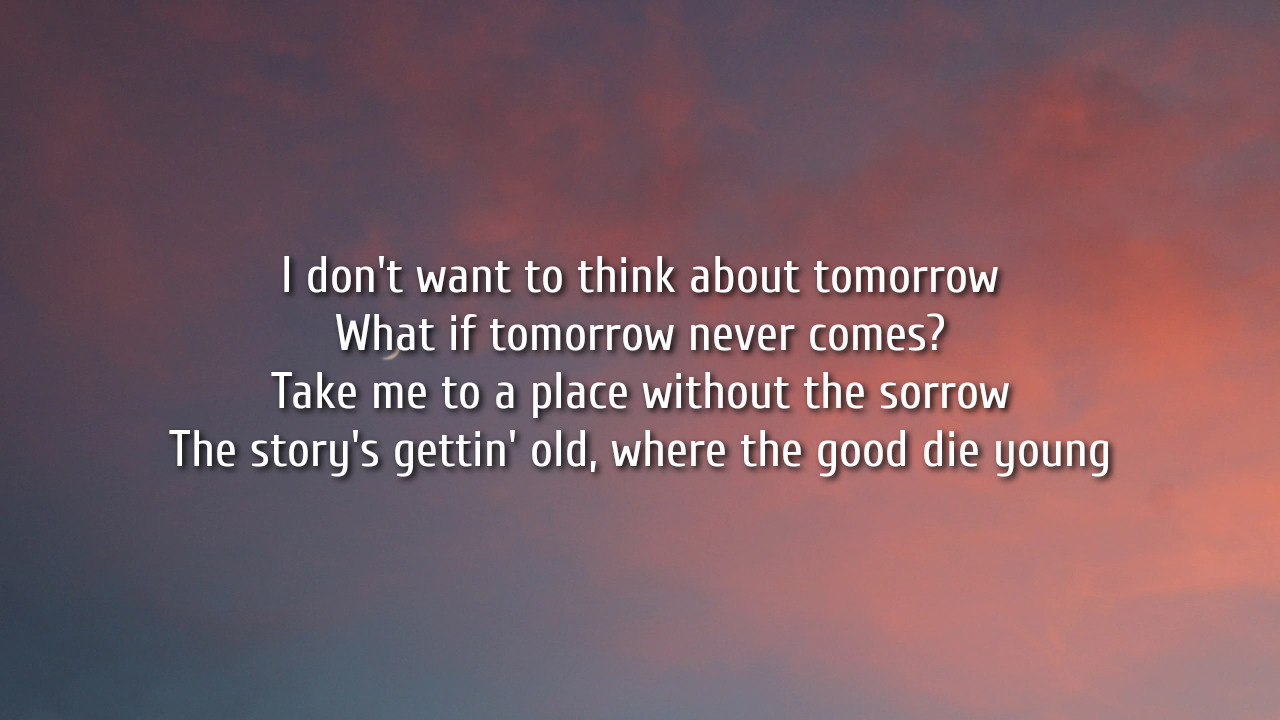 I don't want to think about tomorrow
What if tomorrow never comes?
Take me to a place without the sorrow
The story's gettin' old, where the good die young